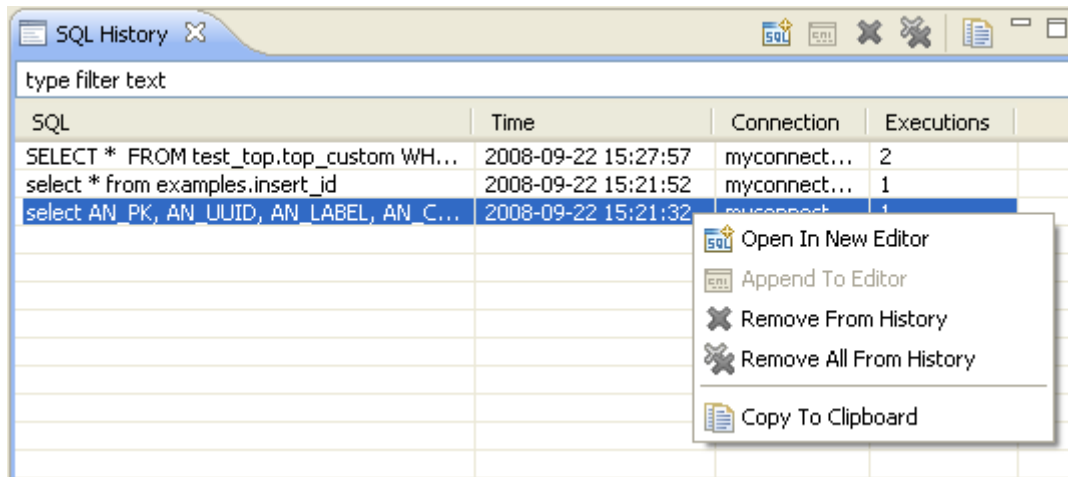 SQL History
type filter text
SQL Time Connection Executions
SELECT * FROM test_top.top_custom WH... 2008-09-22 15:27:57 myconnect... 2
select * from examples.insert_id 2008-09-22 15:21:52 myconnect... 1
select AN_PK, AN_UUID, AN_LABEL, AN_C... 2008-09-22 15:21:32 myconnect... 1
Open In New Editor
Append To Editor
Remove From History
Remove All From History
Copy To Clipboard